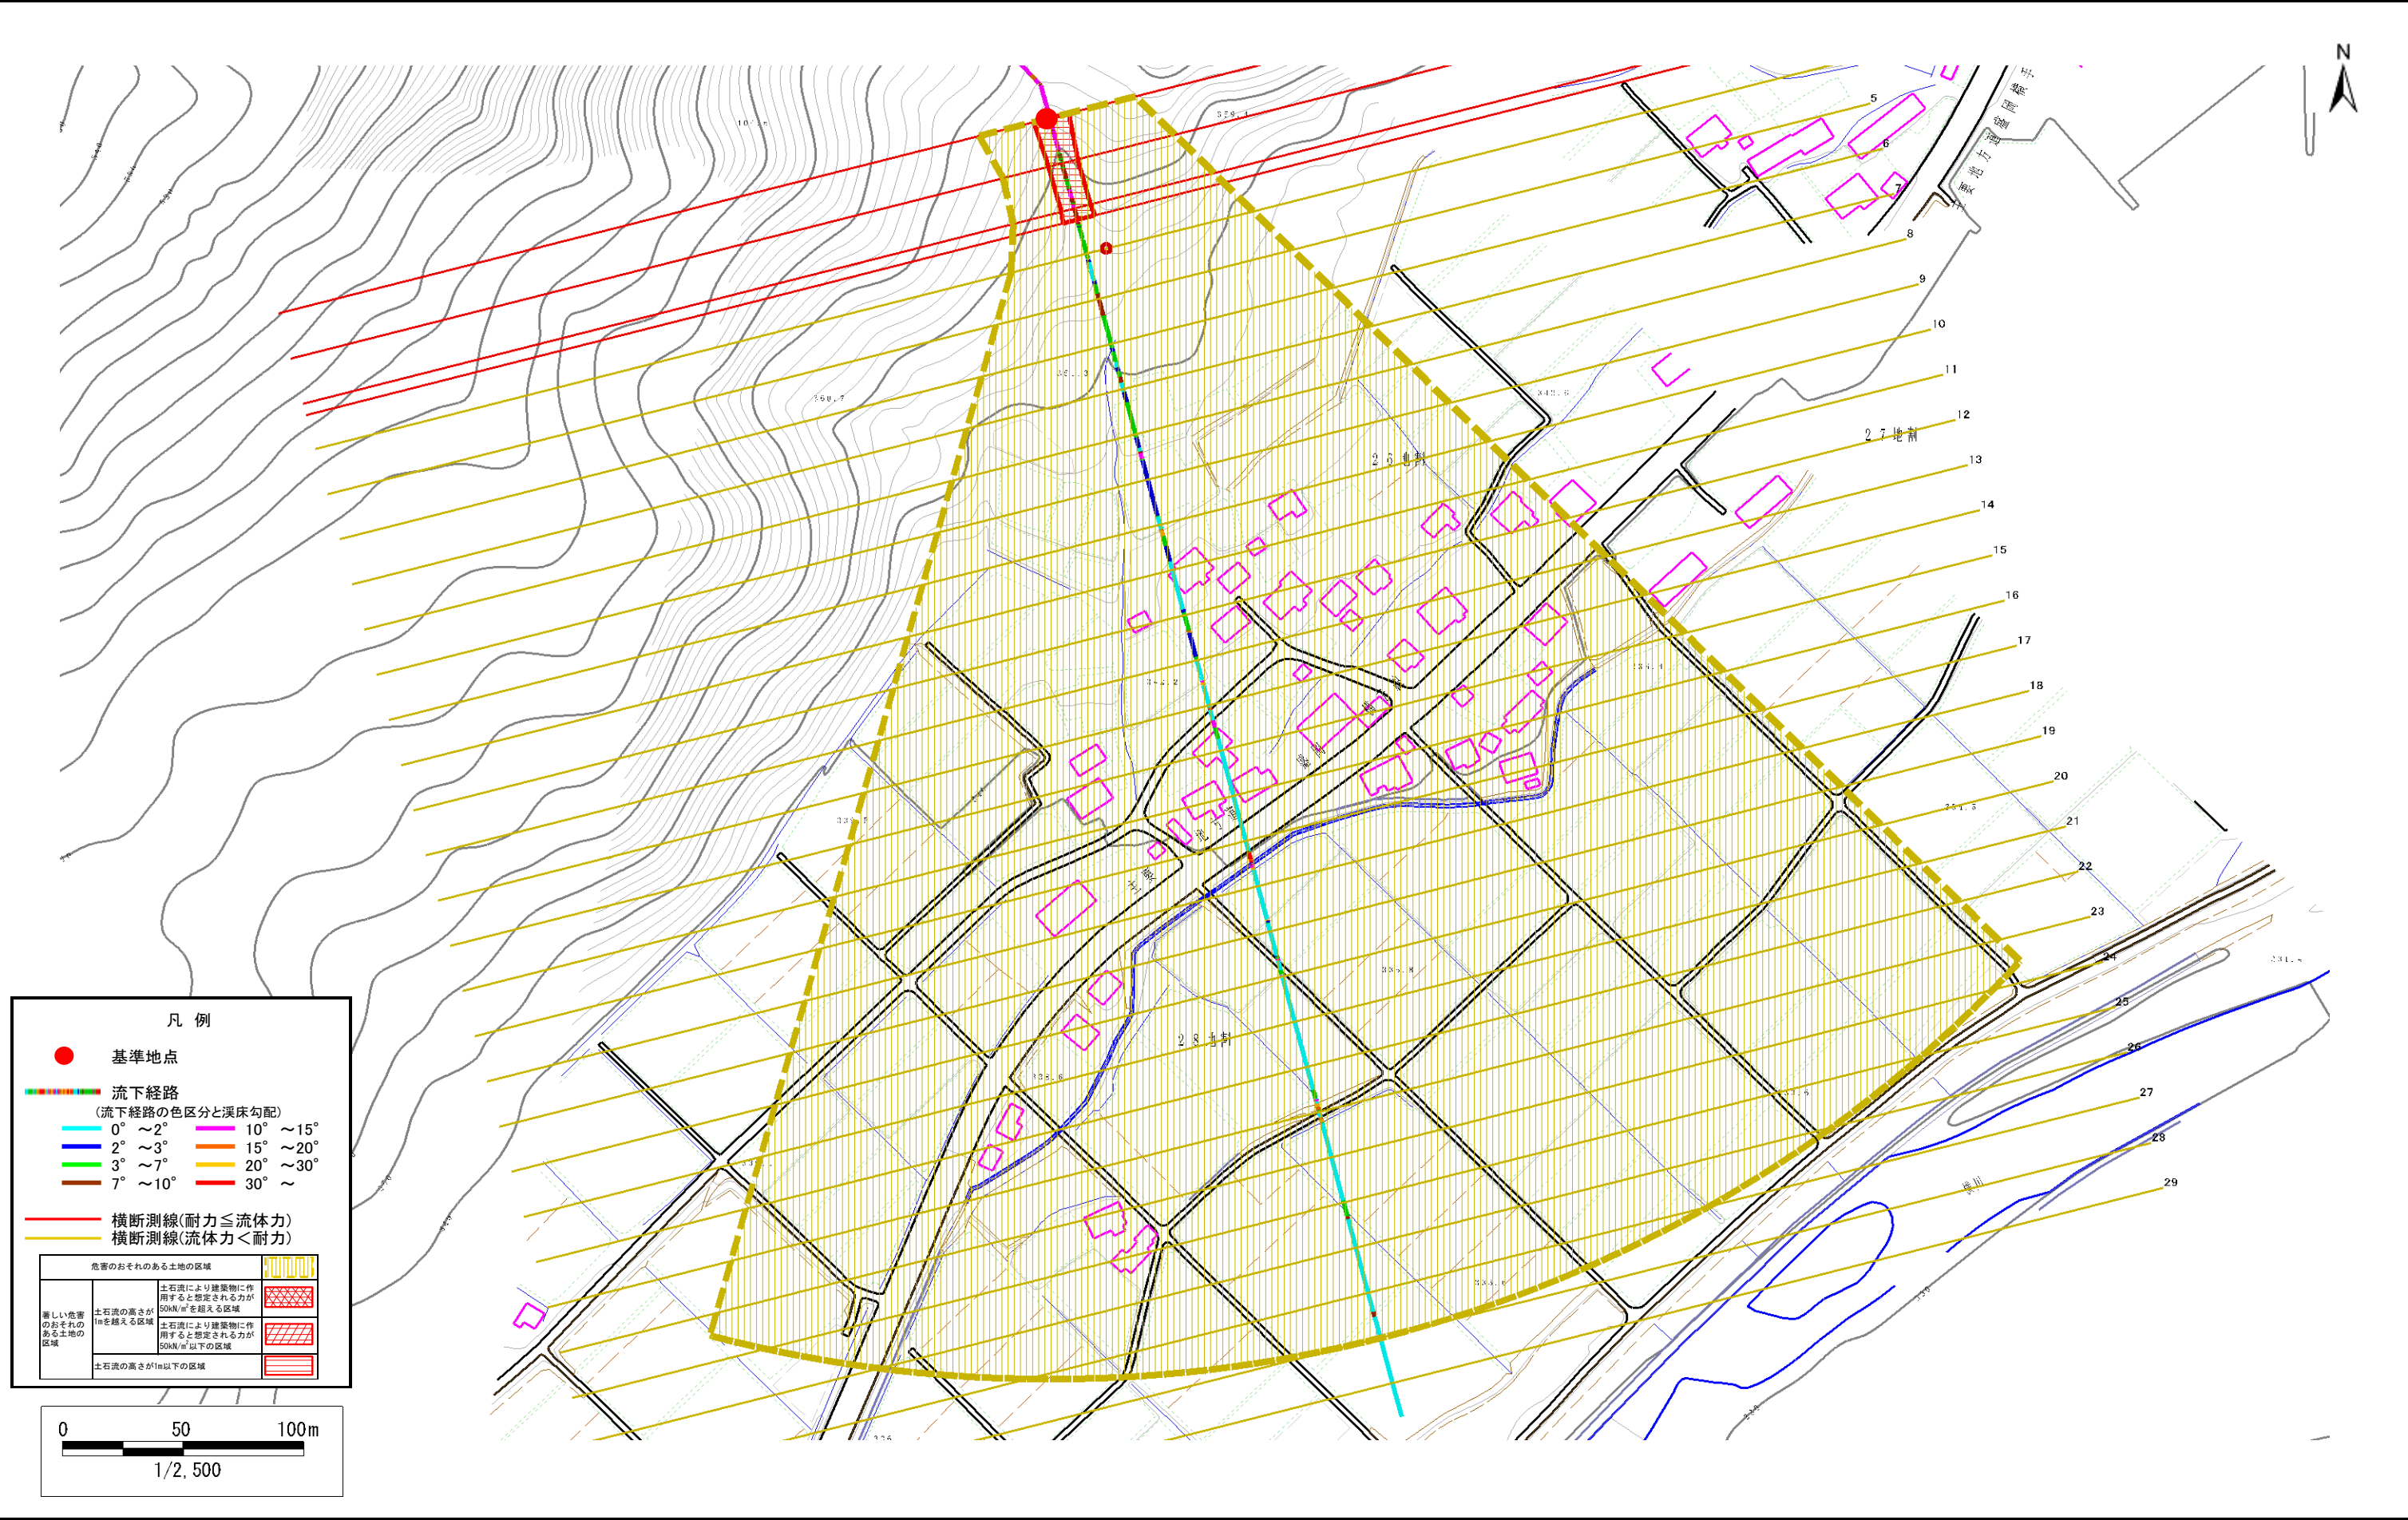 N
5
6
7
8
9
10
11
12
13
14
15
16
17
18
19
20
21
22
23
24
25
26
27
28
29
26地割
27地割
28地割
342.2
338.6
335.8
凡 例
基準地点
流下経路
(流下経路の色区分と渓床勾配)
0° ～2° 10° ～15°
2° ～3° 15° ～20°
3° ～7° 20° ～30°
7° ～10° 30° ～
横断測線(耐力≦流体力)
横断測線(流体力＜耐力)
危害のおそれのある土地の区域
著しい危害
のおそれの
ある土地の
区域
土石流の高さが
1mを越える区域
土石流により建築物に作
用すると想定される力が
50kN/㎡を超える区域
土石流により建築物に作
用すると想定される力が
50kN/㎡以下の区域
土石流の高さが1m以下の区域
0 50 100m
1/2,500